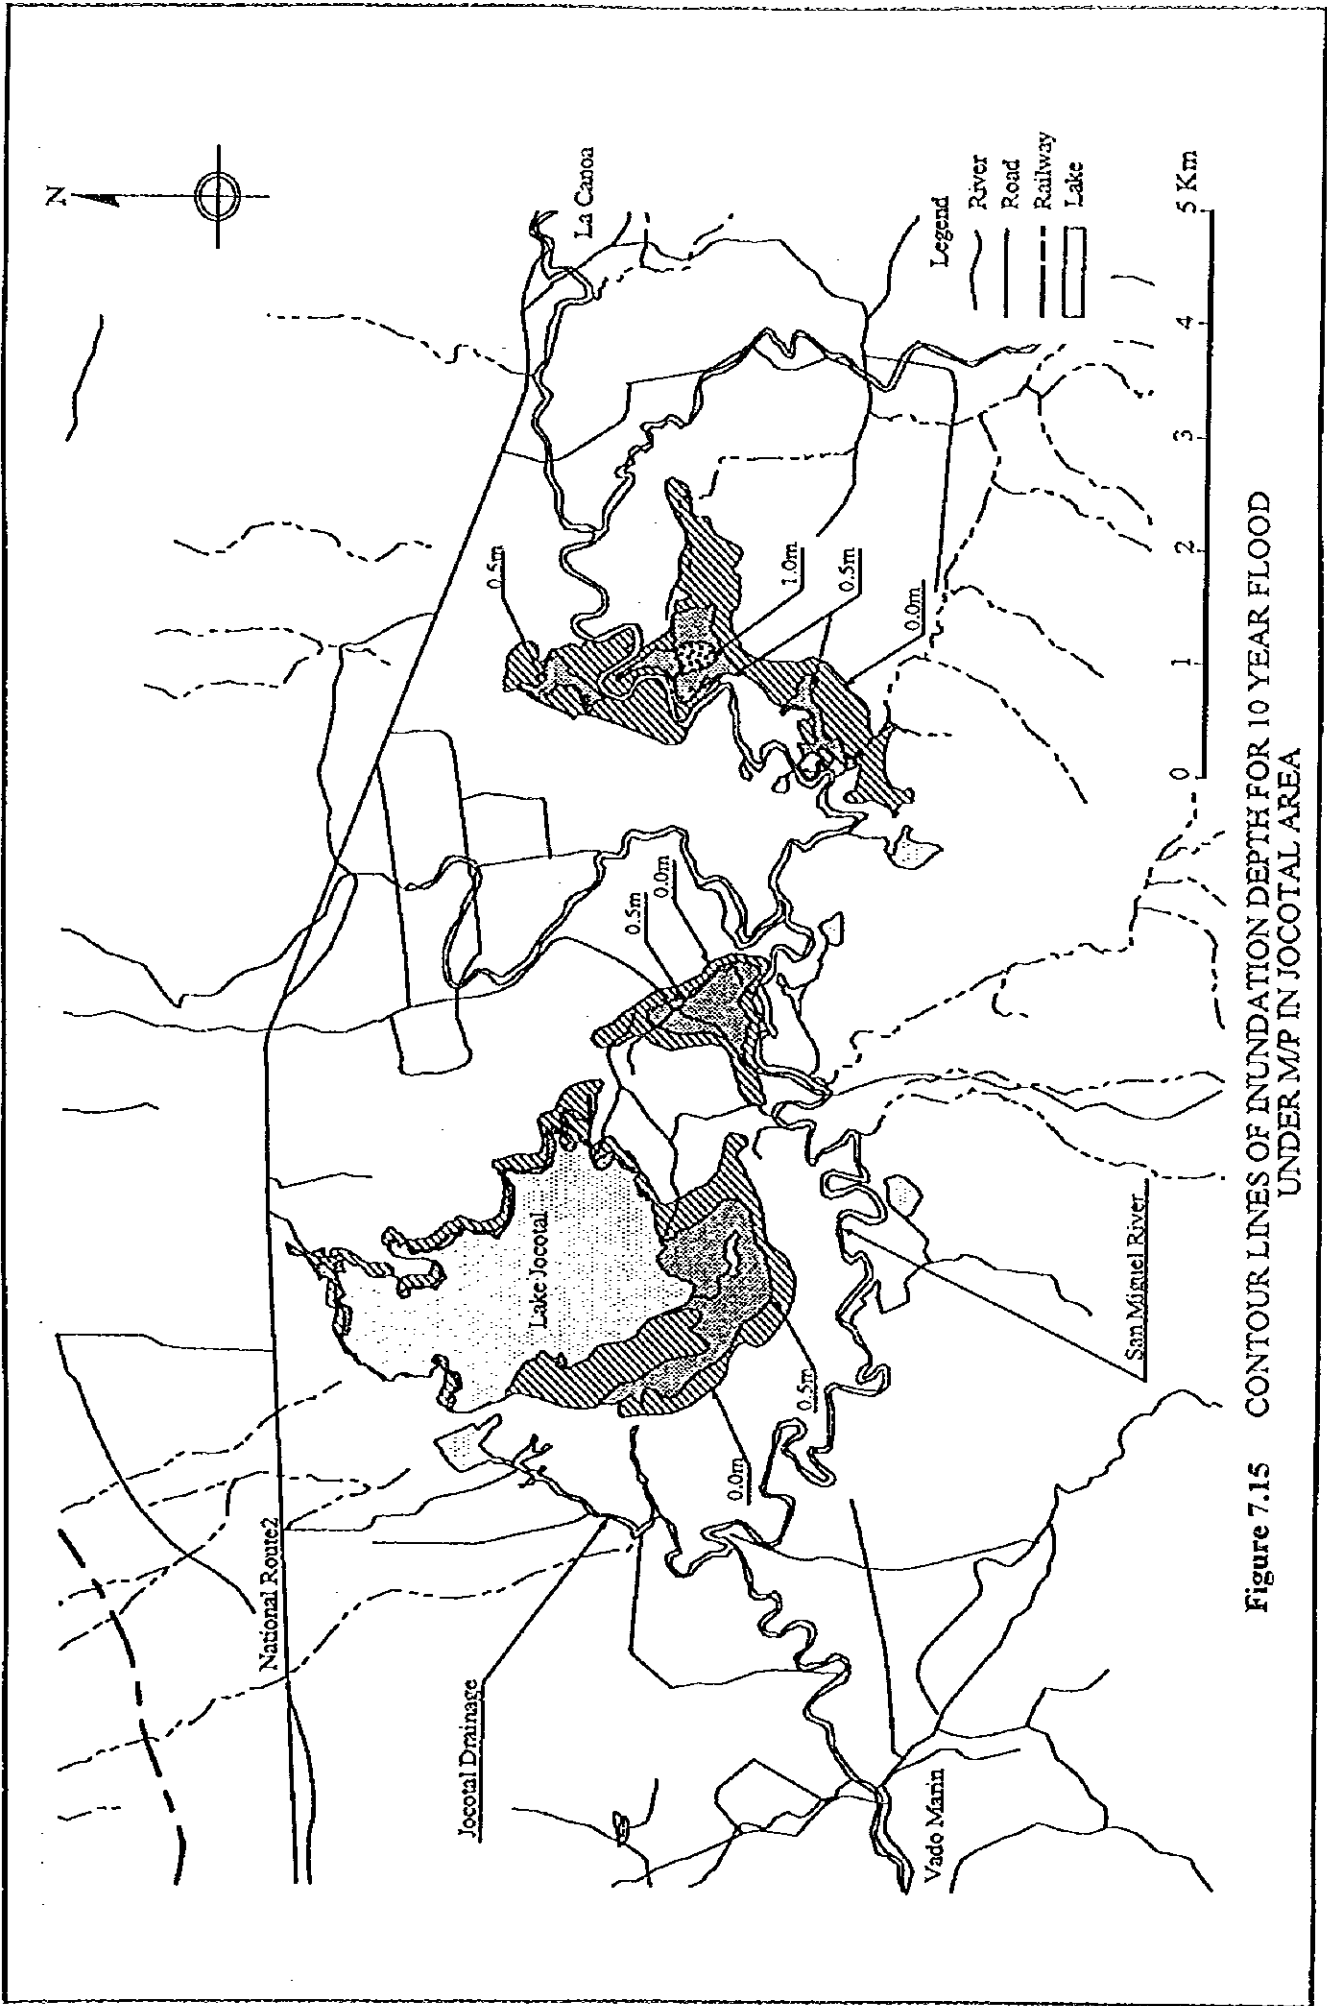 N
La Canoa
Legend
River
Road
Railway
Lake
0.5m
1.0m
0.5m
0.0m
0.5m
0.0m
National Route2
Lake Jocotal
Jocotal Drainage
0.0m
0.5m
San Miguel River
Vado Marin
0 1 2 3 4 5 Km
Figure 7.15 CONTOUR LINES OF INUNDATION DEPTH FOR 10 YEAR FLOOD
UNDER M/P IN JOCOTAL AREA